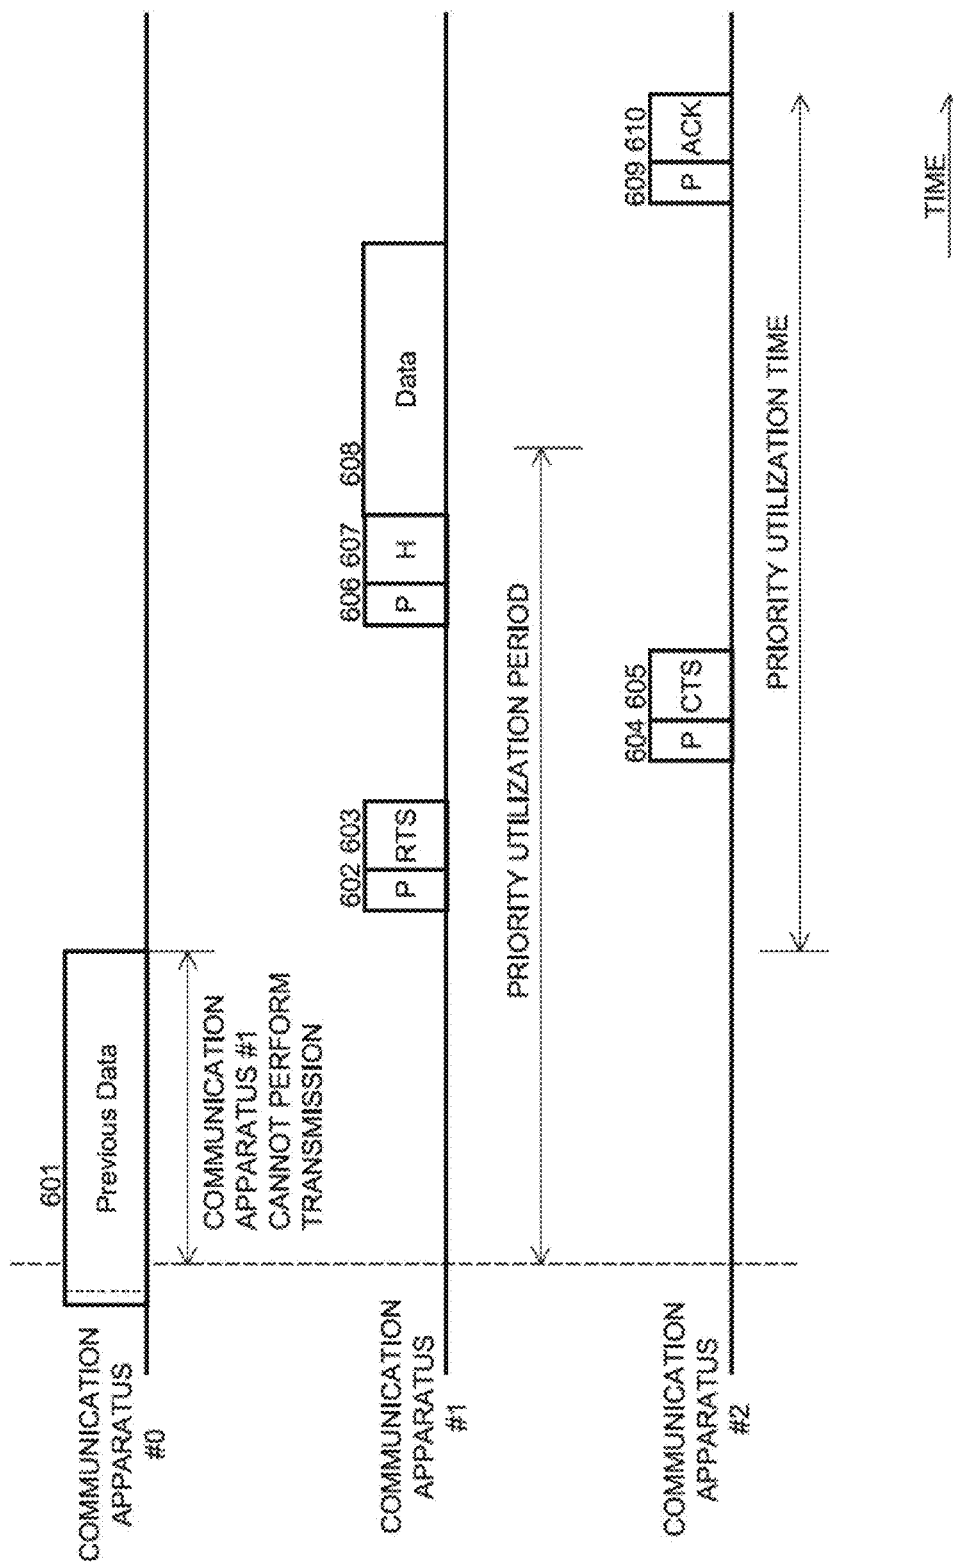 COMMUNICATION
APPARATUS
#0
601
Previous Data
COMMUNICATION
APPARATUS #1
CANNOT PERFORM
TRANSMISSION
COMMUNICATION
APPARATUS
#1
602 603
P RTS
606 607 608
P H Data
PRIORITY UTILIZATION PERIOD
COMMUNICATION
APPARATUS
#2
604 605
P CTS
609 610
P ACK
PRIORITY UTILIZATION TIME
TIME